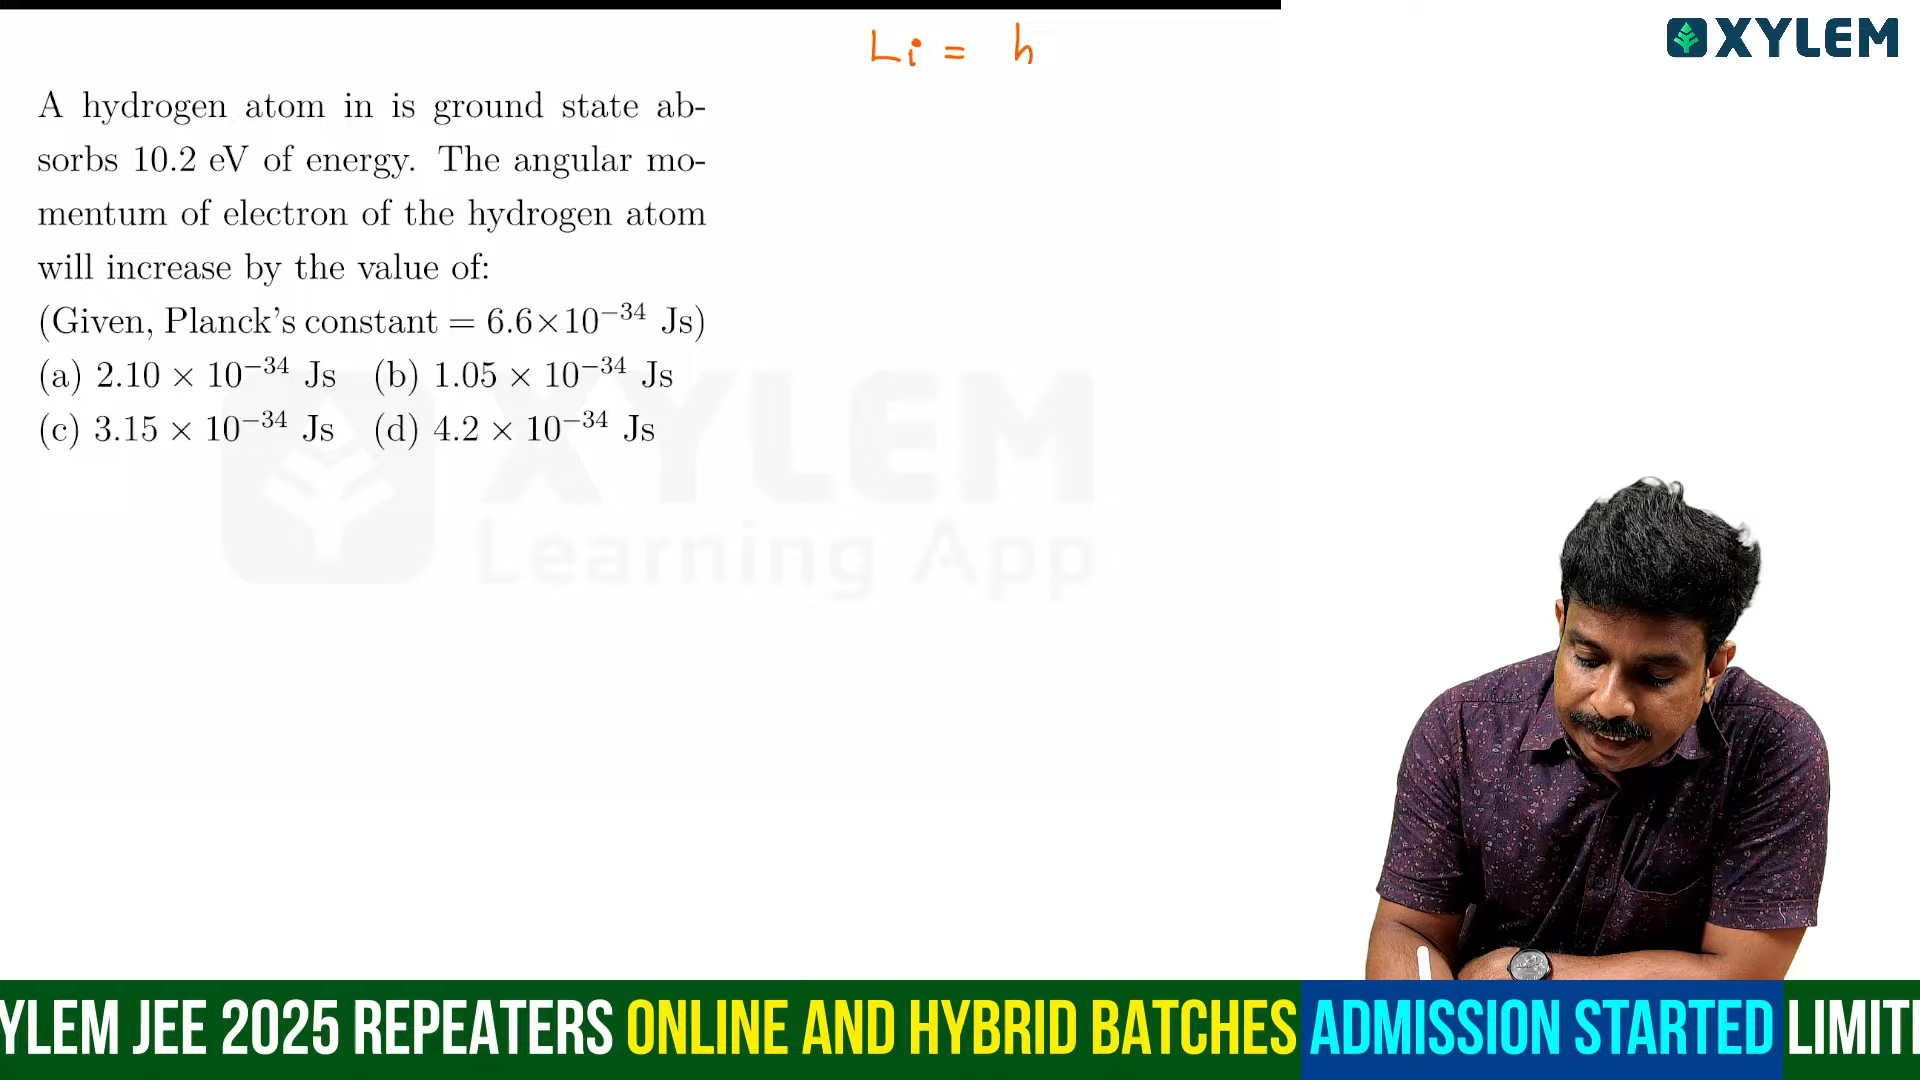 Li = h
XYLEM
A hydrogen atom in is ground state ab-
sorbs 10.2 eV of energy. The angular mo-
mentum of electron of the hydrogen atom
will increase by the value of:
(Given, Planck's constant = 6.6×10⁻³⁴ Js)
(a) 2.10 × 10⁻³⁴ Js (b) 1.05 × 10⁻³⁴ Js
(c) 3.15 × 10⁻³⁴ Js (d) 4.2 × 10⁻³⁴ Js
XYLEM
Learning App
YLEM JEE 2025 REPEATERS ONLINE AND HYBRID BATCHES ADMISSION STARTED LIMIT